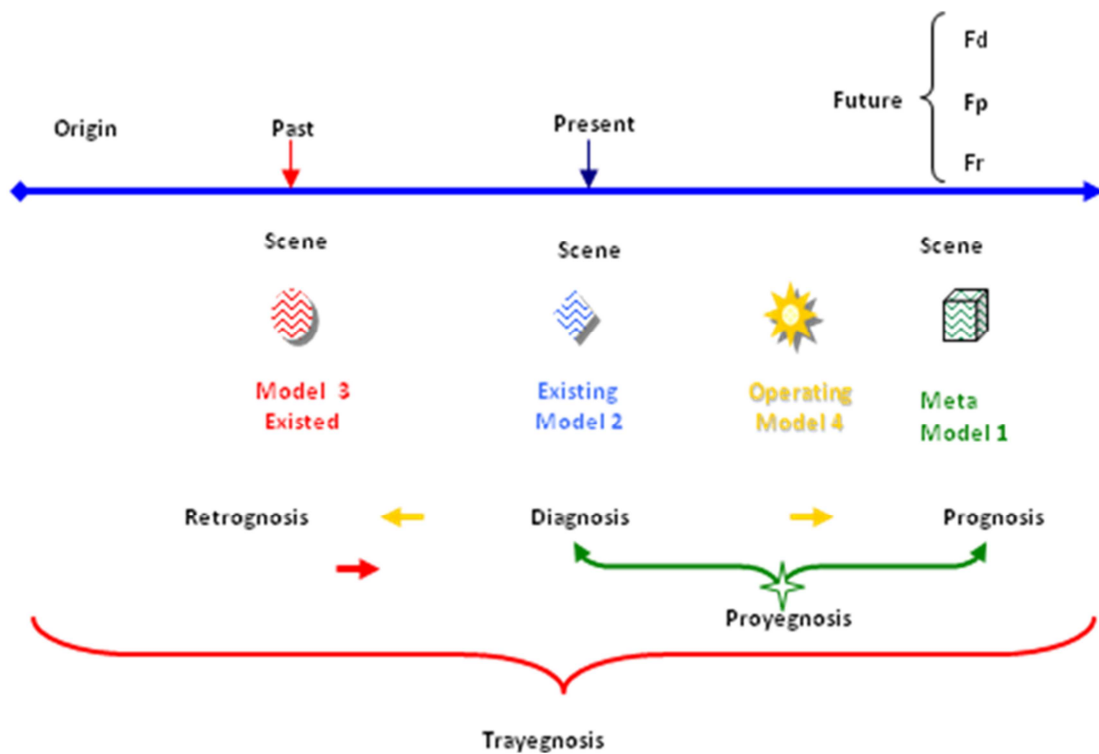 Fd
Future
Fp
Fr
Origin
Past
Present
Scene
Scene
Scene
Model 3
Existed
Existing
Model 2
Operating
Model 4
Meta
Model 1
Retrognosis
Diagnosis
Prognosis
Proyegnosis
Trayegnosis